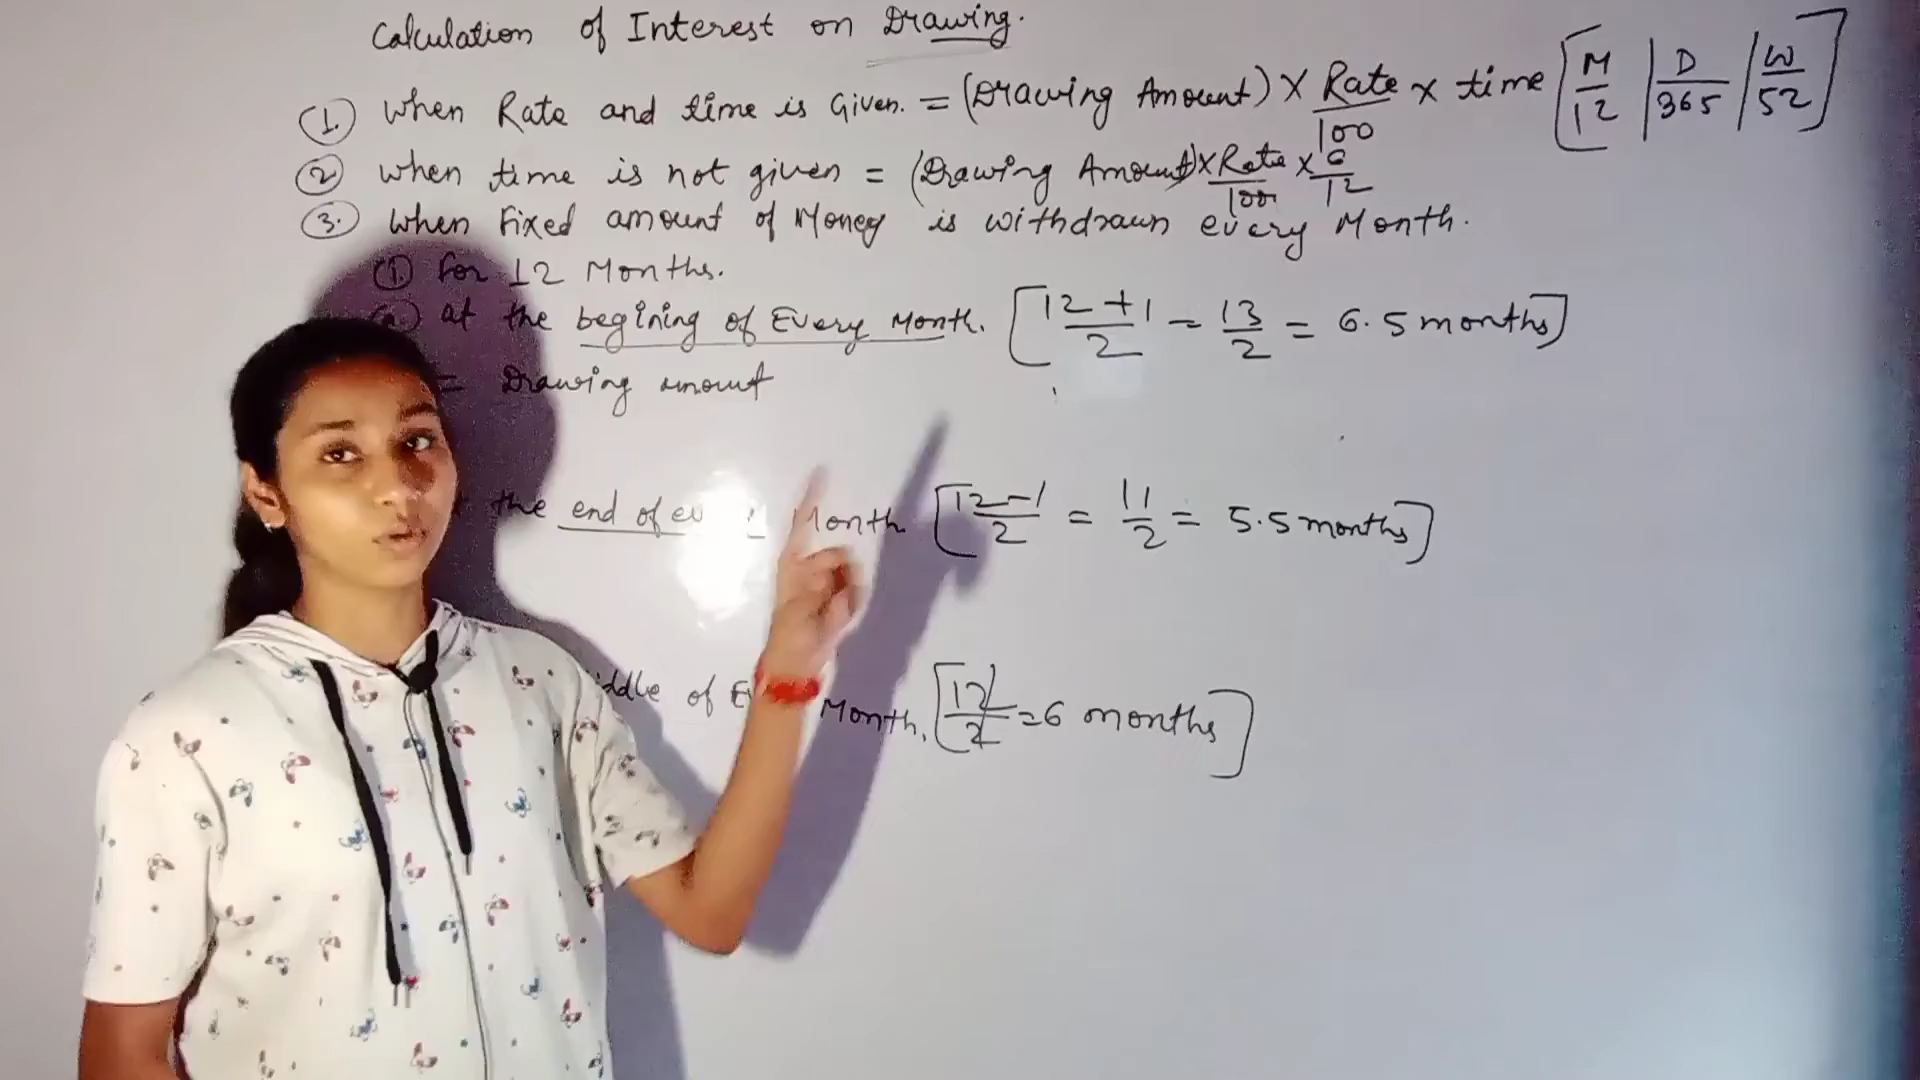 Calculation of Interest on Drawing.
1. When Rate and time is Given. = (Drawing Amount) × Rate/100 × time [M/12 | D/365 | W/52]
2 When time is not given = (Drawing Amount) × Rate/100 × 6/12
3. When Fixed amount of Money is withdrawn every Month.
1. for 12 Months.
(a) at the begining of Every Month. [12+1/2 = 13/2 = 6.5 months]
= Drawing amount
the end of Month [12-1/2 = 11/2 = 5.5 months]
of Month. [12/2 = 6 months]